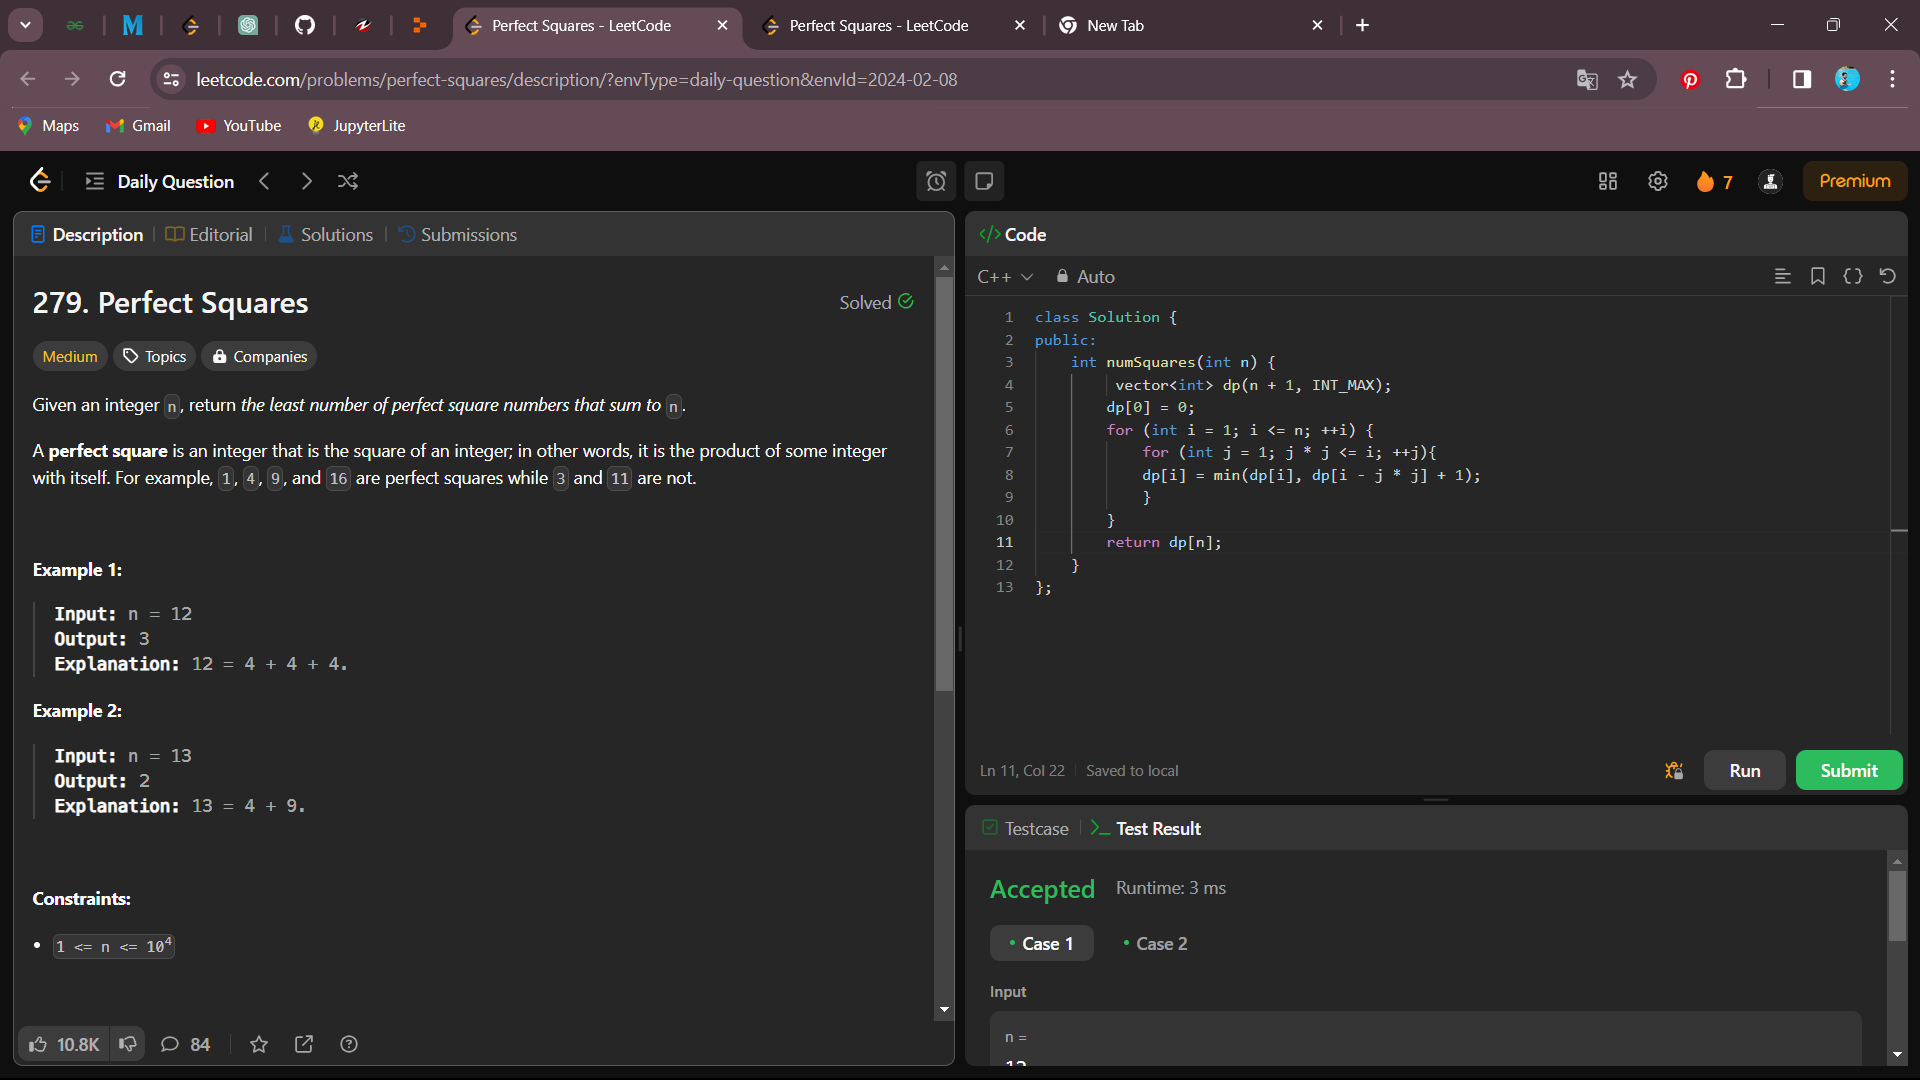 Perfect Squares - LeetCode
Perfect Squares - LeetCode
New Tab
leetcode.com/problems/perfect-squares/description/?envType=daily-question&envId=2024-02-08
Maps
Gmail
YouTube
JupyterLite
Daily Question
7
Premium
Description
Editorial
Solutions
Submissions
279. Perfect Squares
Solved
Medium
Topics
Companies
Given an integer n, return the least number of perfect square numbers that sum to n.
A perfect square is an integer that is the square of an integer; in other words, it is the product of some integer
with itself. For example, 1, 4, 9, and 16 are perfect squares while 3 and 11 are not.
Example 1:
Input: n = 12
Output: 3
Explanation: 12 = 4 + 4 + 4.
Example 2:
Input: n = 13
Output: 2
Explanation: 13 = 4 + 9.
Constraints:
• 1 <= n <= 10⁴
10.8K
84
</> Code
C++
Auto
1 class Solution {
2 public:
3     int numSquares(int n) {
4          vector<int> dp(n + 1, INT_MAX);
5         dp[0] = 0;
6         for (int i = 1; i <= n; ++i) {
7             for (int j = 1; j * j <= i; ++j){
8             dp[i] = min(dp[i], dp[i - j * j] + 1);
9             }
10         }
11         return dp[n];
12     }
13 };
Ln 11, Col 22
Saved to local
Run
Submit
Testcase
Test Result
Accepted
Runtime: 3 ms
• Case 1
• Case 2
Input
n =
12